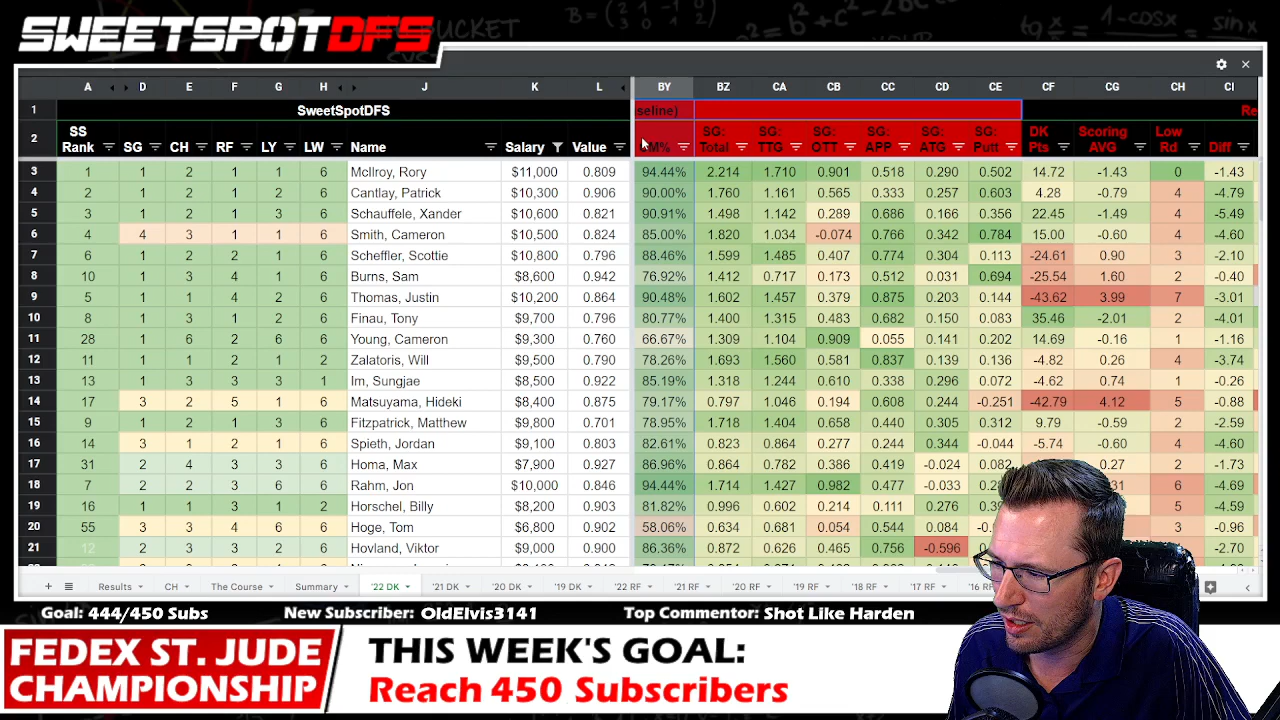 SWEETSPOTDFS
A D E F G H J K L BY BZ CA CB CC CD CE CF CG CH CI
1 SweetSpotDFS seline) Re
SG: SG: SG: SG: SG: SG: DK Scoring Low
2 SS Rank SG CH RF LY LW Name Salary Value M% Total TTG OTT APP ATG Putt Pts AVG Rd Diff
3 1 1 2 1 1 6 McIlroy, Rory $11,000 0.809 94.44% 2.214 1.710 0.901 0.518 0.290 0.502 14.72 -1.43 0 -1.43
4 2 1 2 1 2 6 Cantlay, Patrick $10,300 0.906 90.00% 1.760 1.161 0.565 0.333 0.257 0.603 4.28 -0.79 4 -4.79
5 3 1 2 1 3 6 Schauffele, Xander $10,600 0.821 90.91% 1.498 1.142 0.289 0.686 0.166 0.356 22.45 -1.49 4 -5.49
6 4 4 3 1 1 6 Smith, Cameron $10,500 0.824 85.00% 1.820 1.034 -0.074 0.766 0.342 0.784 15.00 -0.60 4 -4.60
7 6 1 2 2 1 6 Scheffler, Scottie $10,800 0.796 88.46% 1.599 1.485 0.407 0.774 0.304 0.113 -24.61 0.90 3 -2.10
8 10 1 3 4 1 6 Burns, Sam $8,600 0.942 76.92% 1.412 0.717 0.173 0.512 0.031 0.694 -25.54 1.60 2 -0.40
9 5 1 1 4 2 6 Thomas, Justin $10,200 0.864 90.48% 1.602 1.457 0.379 0.875 0.203 0.144 -43.62 3.99 7 -3.01
10 8 1 3 1 2 6 Finau, Tony $9,700 0.796 80.77% 1.400 1.315 0.483 0.682 0.150 0.083 35.46 -2.01 4 -4.01
11 28 1 6 2 6 6 Young, Cameron $9,300 0.760 66.67% 1.309 1.104 0.909 0.055 0.141 0.202 14.69 -0.16 1 -1.16
12 11 1 1 2 1 2 Zalatoris, Will $9,500 0.790 78.26% 1.693 1.560 0.581 0.837 0.139 0.136 -4.82 0.26 4 -3.74
13 13 1 3 3 3 1 Im, Sungjae $8,500 0.922 85.19% 1.318 1.244 0.610 0.338 0.296 0.072 -4.62 0.74 1 -0.26
14 17 3 2 5 1 6 Matsuyama, Hideki $8,400 0.875 79.17% 0.797 1.046 0.194 0.608 0.244 -0.251 -42.79 4.12 5 -0.88
15 9 1 2 1 3 6 Fitzpatrick, Matthew $9,800 0.701 78.95% 1.718 1.404 0.658 0.440 0.305 0.312 9.79 -0.59 2 -2.59
16 14 3 1 2 1 6 Spieth, Jordan $9,100 0.803 82.61% 0.823 0.864 0.277 0.244 0.344 -0.044 -5.74 -0.60 4 -4.60
17 31 2 4 3 3 6 Homa, Max $7,900 0.927 86.96% 0.864 0.782 0.386 0.419 -0.024 0.082 0.27 2 -1.73
18 7 2 2 3 6 6 Rahm, Jon $10,000 0.846 94.44% 1.714 1.427 0.982 0.477 -0.033 6 -4.69
19 16 1 1 3 1 2 Horschel, Billy $8,200 0.903 81.82% 0.996 0.602 0.214 0.111 0.276 5 -4.59
20 55 3 3 4 6 6 Hoge, Tom $6,800 0.902 58.06% 0.634 0.681 0.054 0.544 0.084 3 -0.96
21 12 2 3 3 2 6 Hovland, Viktor $9,000 0.900 86.36% 0.872 0.626 0.465 0.756 -0.596 -2.70
+ Results CH The Course Summary '22 DK '21 DK '20 DK '19 DK '22 RF '21 RF '20 RF '19 RF '18 RF '17 RF '16
Goal: 444/450 Subs New Subscriber: OldElvis3141 Top Commentor: Shot Like Harden
FEDEX ST. JUDE
CHAMPIONSHIP
THIS WEEK'S GOAL:
Reach 450 Subscribers